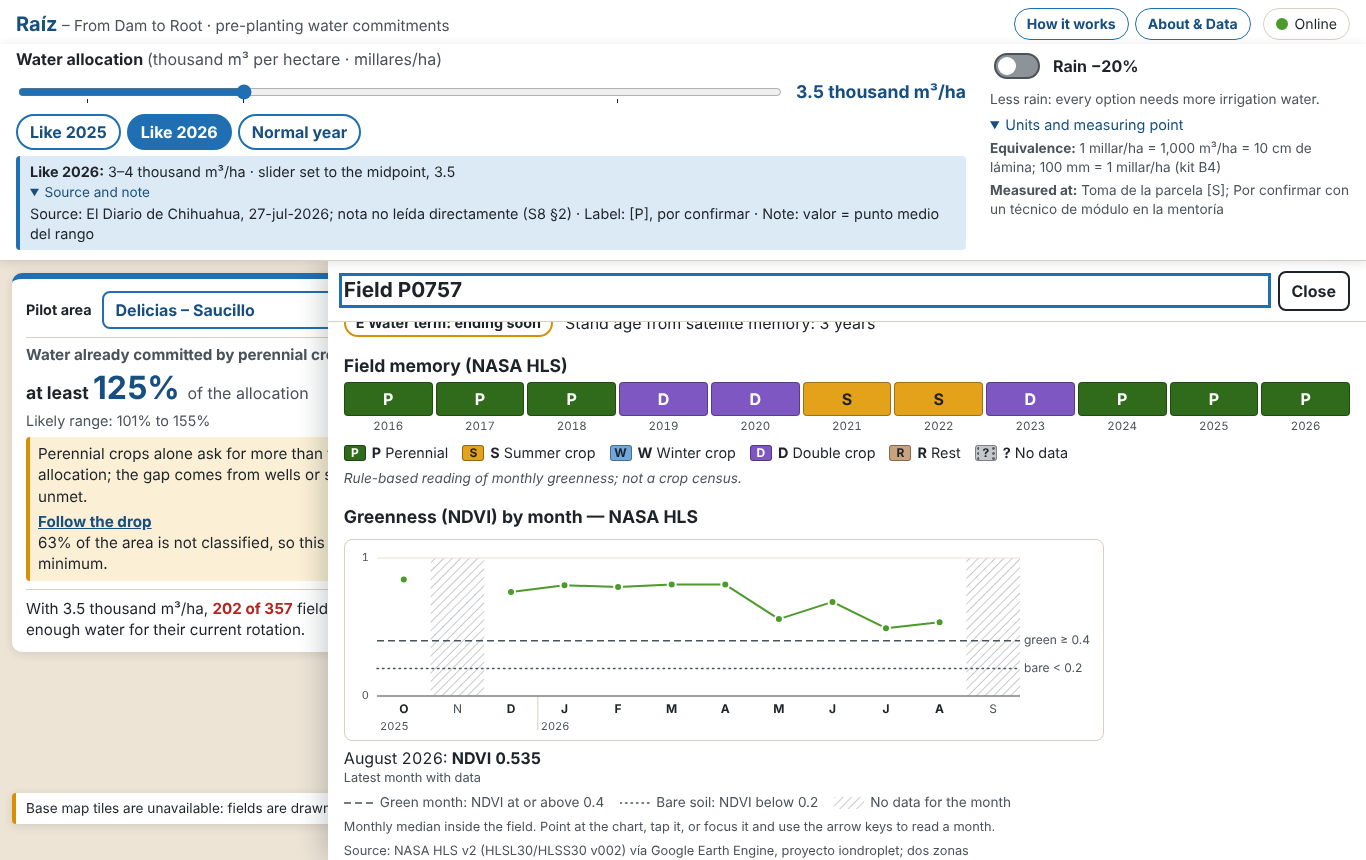 Raíz – From Dam to Root · pre-planting water commitments
How it works
About & Data
Online
Water allocation (thousand m³ per hectare · millares/ha)
3.5 thousand m³/ha
Like 2025
Like 2026
Normal year
Like 2026: 3–4 thousand m³/ha · slider set to the midpoint, 3.5
▼ Source and note
Source: El Diario de Chihuahua, 27-jul-2026; nota no leída directamente (S8 §2) · Label: [P], por confirmar · Note: valor = punto medio
del rango
Rain −20%
Less rain: every option needs more irrigation water.
▼ Units and measuring point
Equivalence: 1 millar/ha = 1,000 m³/ha = 10 cm de
lámina; 100 mm = 1 millar/ha (kit B4)
Measured at: Toma de la parcela [S]; Por confirmar con
un técnico de módulo en la mentoría
Pilot area
Delicias – Saucillo
Water already committed by perennial cr
at least 125% of the allocation
Likely range: 101% to 155%
Perennial crops alone ask for more than
allocation; the gap comes from wells or s
unmet.
Follow the drop
63% of the area is not classified, so this
minimum.
With 3.5 thousand m³/ha, 202 of 357 field
enough water for their current rotation.
Base map tiles are unavailable: fields are drawn
Field P0757
Close
E Water term: ending soon
Stand age from satellite memory: 3 years
Field memory (NASA HLS)
P P P D D S S D P P P
2016 2017 2018 2019 2020 2021 2022 2023 2024 2025 2026
P P Perennial S S Summer crop W W Winter crop D D Double crop R R Rest ? ? No data
Rule-based reading of monthly greenness; not a crop census.
Greenness (NDVI) by month — NASA HLS
1
green ≥ 0.4
bare < 0.2
0
O N D J F M A M J J A S
2025 2026
August 2026: NDVI 0.535
Latest month with data
Green month: NDVI at or above 0.4 Bare soil: NDVI below 0.2 No data for the month
Monthly median inside the field. Point at the chart, tap it, or focus it and use the arrow keys to read a month.
Source: NASA HLS v2 (HLSL30/HLSS30 v002) vía Google Earth Engine, proyecto iondroplet; dos zonas